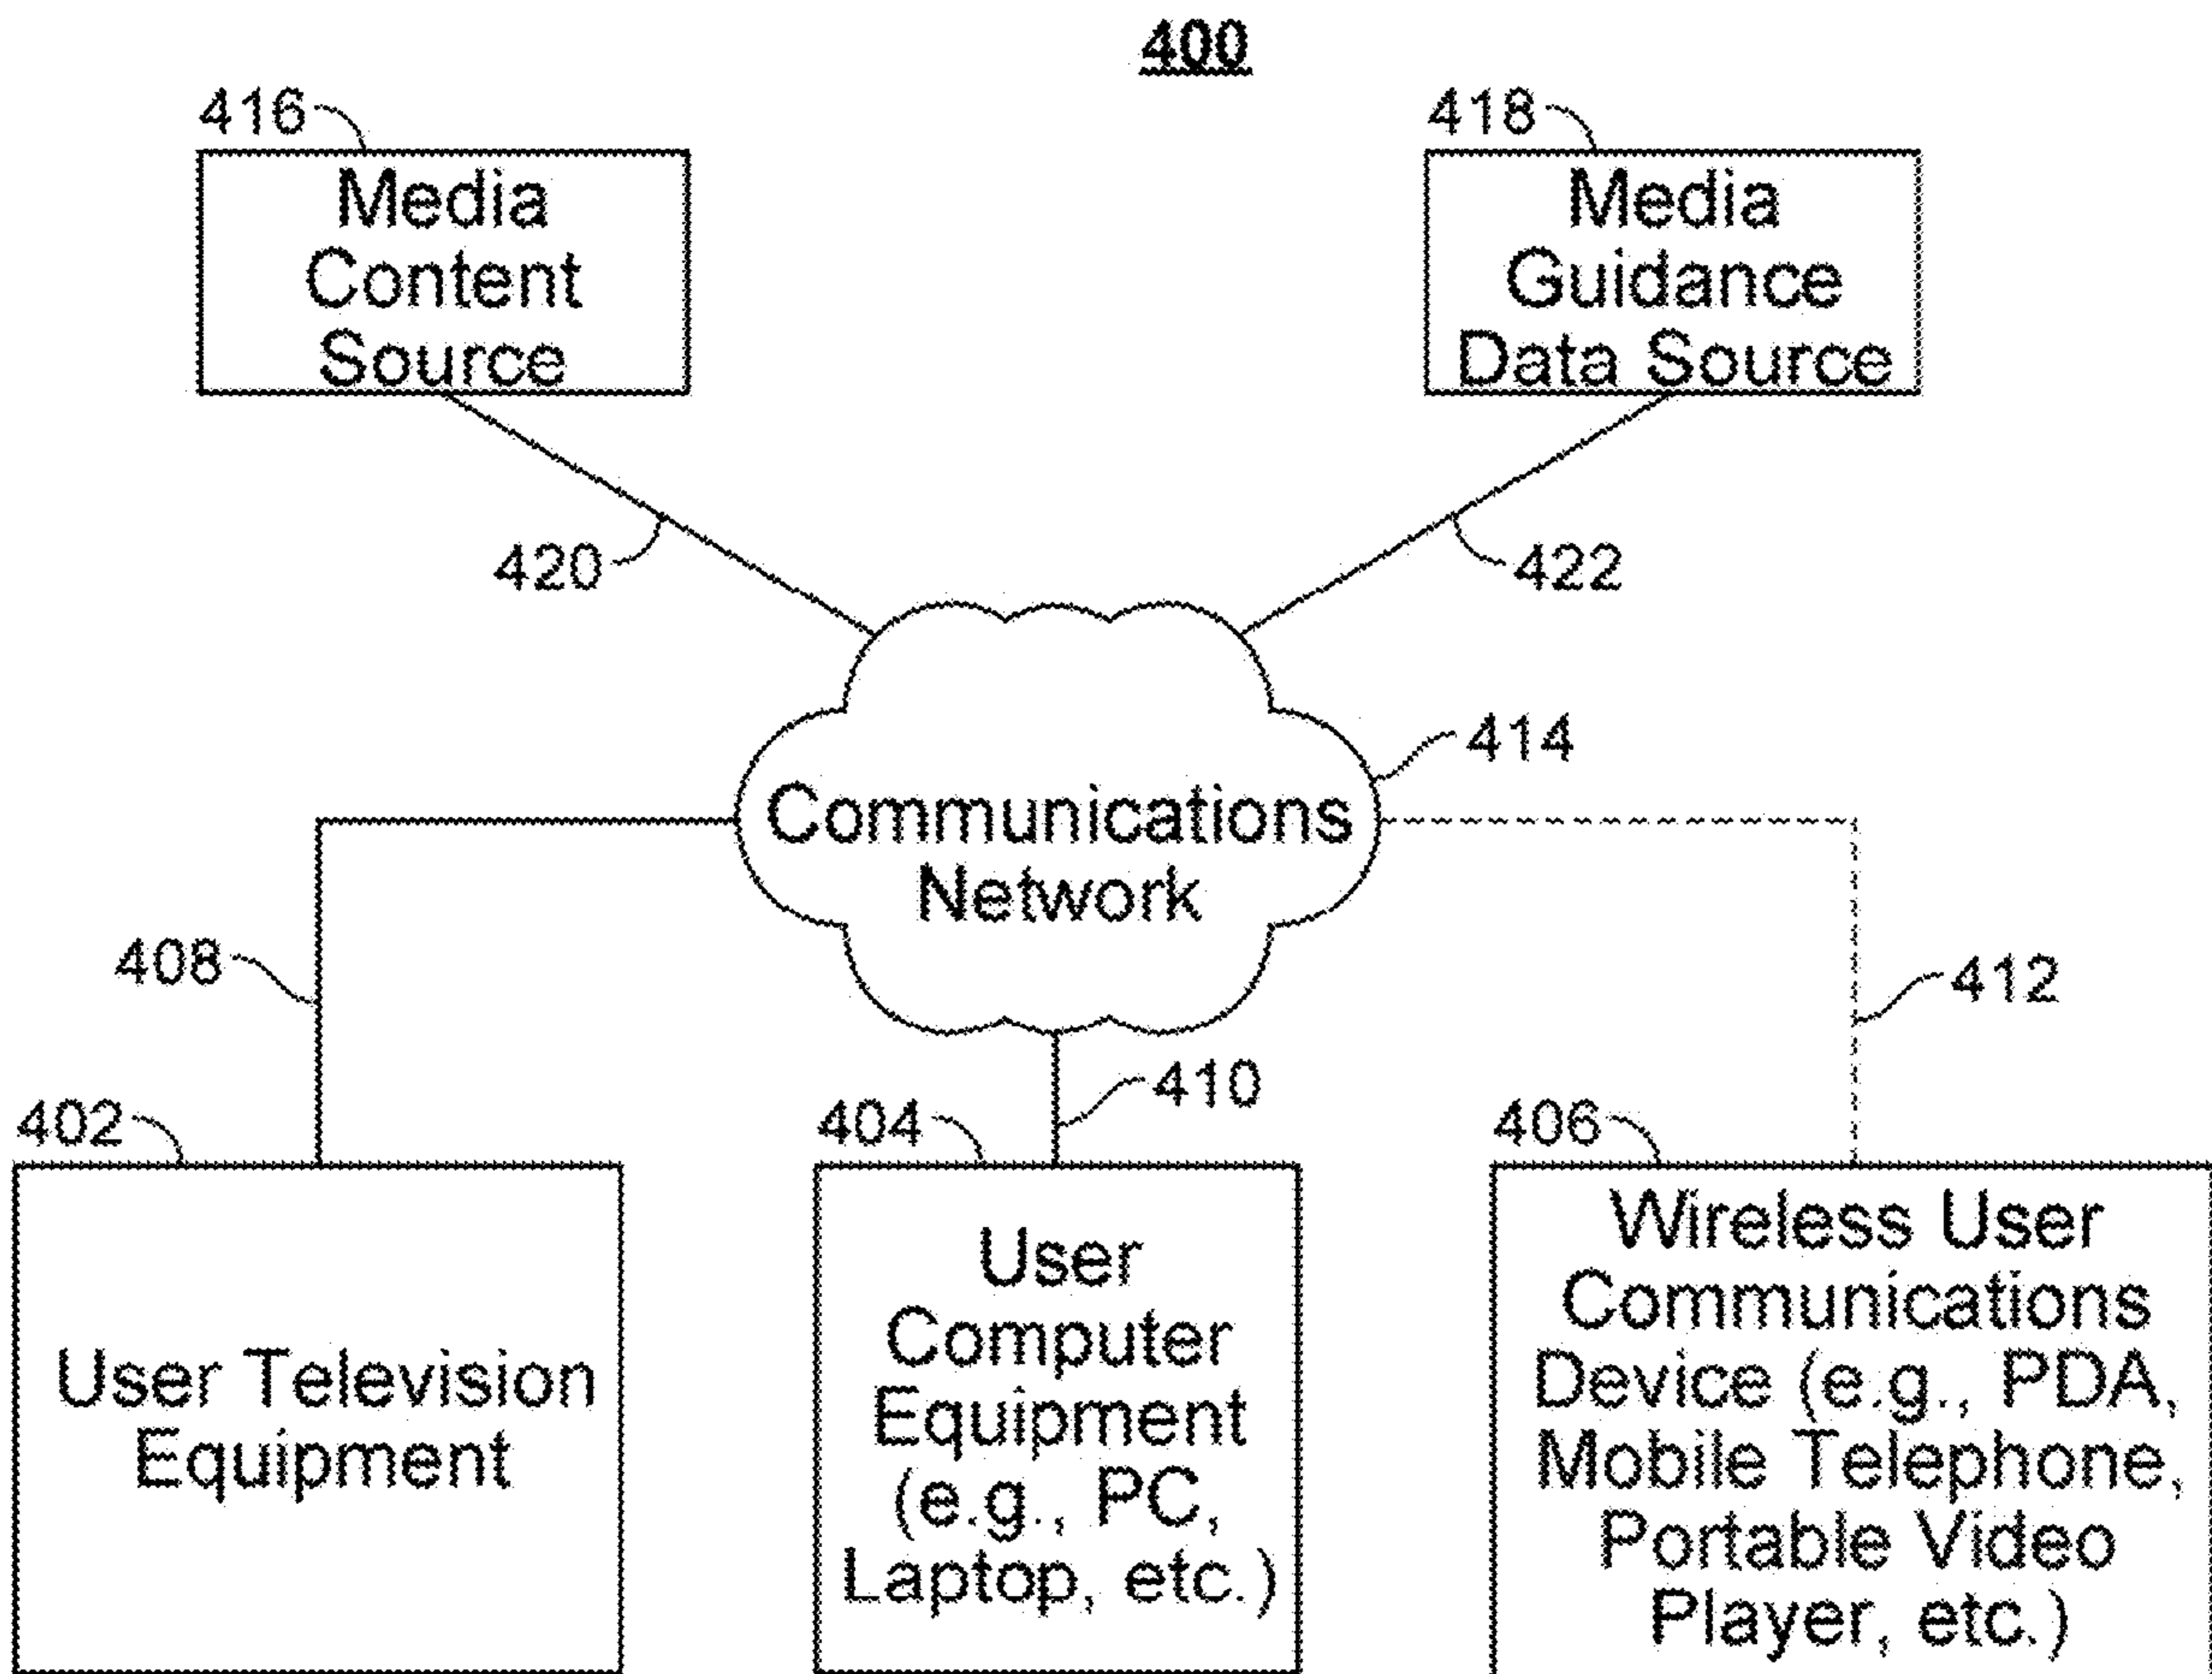 400
416
418
Media
Content
Source
Media
Guidance
Data Source
420
422
414
Communications
Network
408
412
410
402
404
406
User Television
Equipment
User
Computer
Equipment
(e.g., PC,
Laptop, etc.)
Wireless User
Communications
Device (e.g., PDA,
Mobile Telephone,
Portable Video
Player, etc.)